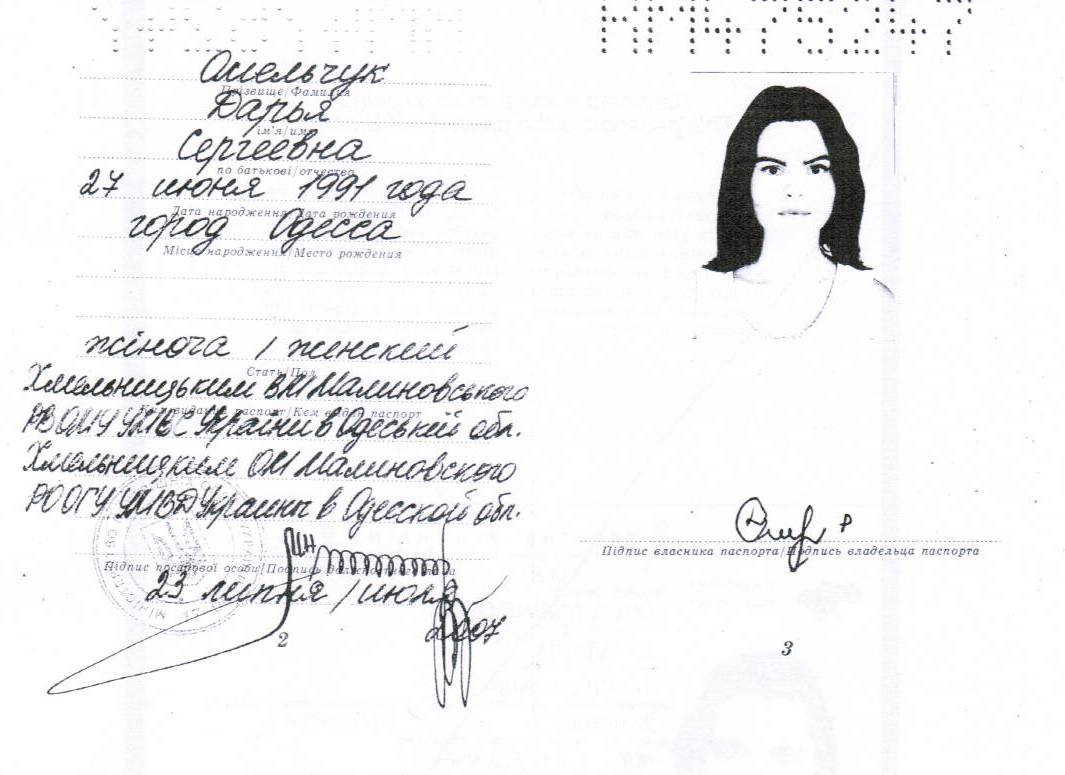 КМ475247
Омельчук
Прізвище/Фамилия
Дарья
ім'я/имя
Сергеевна
по батькові/отчество
27 июня 1991 года
Дата народження/Дата рождения
город Одесса
Місце народження/Место рождения
жіноча / женский
Стать/Пол
Хмельницьким ВМ Малиновського
Ким виданий паспорт/Кем выдан паспорт
РВ ОМУ УМВС України в Одеській обл.
Хмельницким ОМ Малиновского
РО ОГУ УМВД Украины в Одесской обл.
Підпис посадової особи/Подпись должностного лица
23 липня / июля
2007
2
Підпис власника паспорта/Подпись владельца паспорта
3